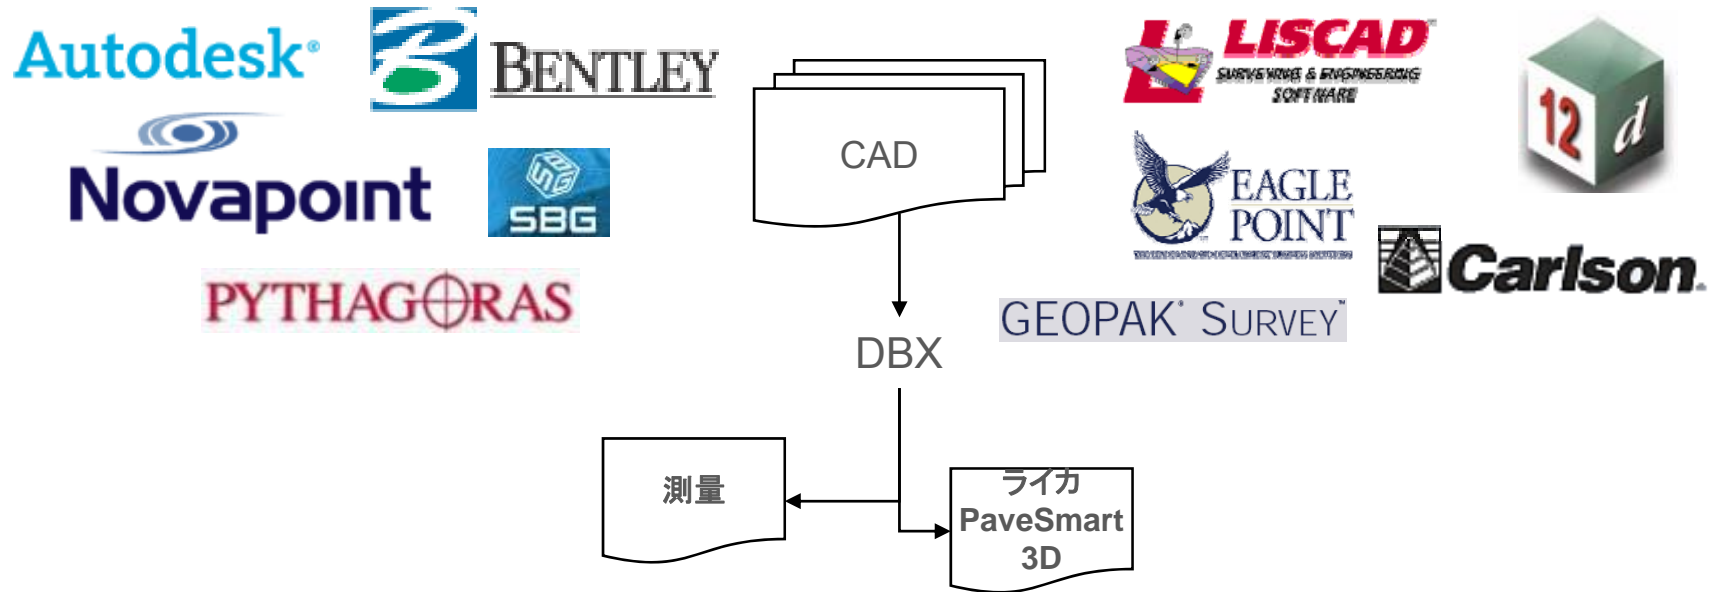 Autodesk®
BENTLEY
Novapoint
SBG
PYTHAGORAS
CAD
DBX
測量
ライカ
PaveSmart
3D
LISCAD
SURVEYING & ENGINEERING
SOFTWARE
12d
EAGLE
POINT
Carlson
GEOPAK® SURVEY™